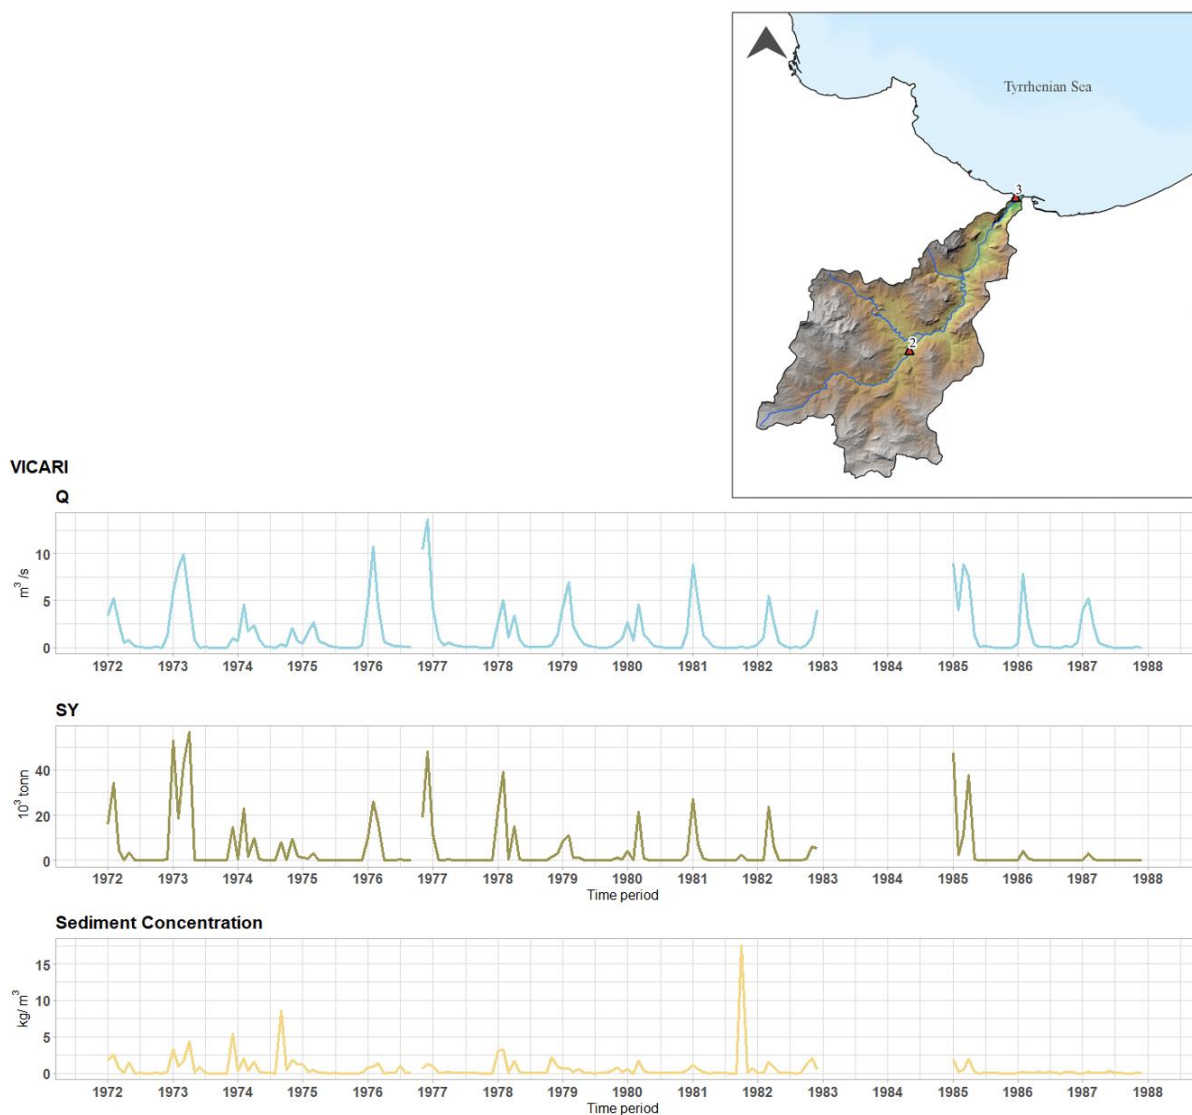 Tyrrhenian Sea
3
2
VICARI
Q
10
5
0
m³/s
1972 1973 1974 1975 1976 1977 1978 1979 1980 1981 1982 1983 1984 1985 1986 1987 1988
SY
40
20
0
10³ tonn
1972 1973 1974 1975 1976 1977 1978 1979 1980 1981 1982 1983 1984 1985 1986 1987 1988
Time period
Sediment Concentration
15
10
5
0
kg/m³
1972 1973 1974 1975 1976 1977 1978 1979 1980 1981 1982 1983 1984 1985 1986 1987 1988
Time period